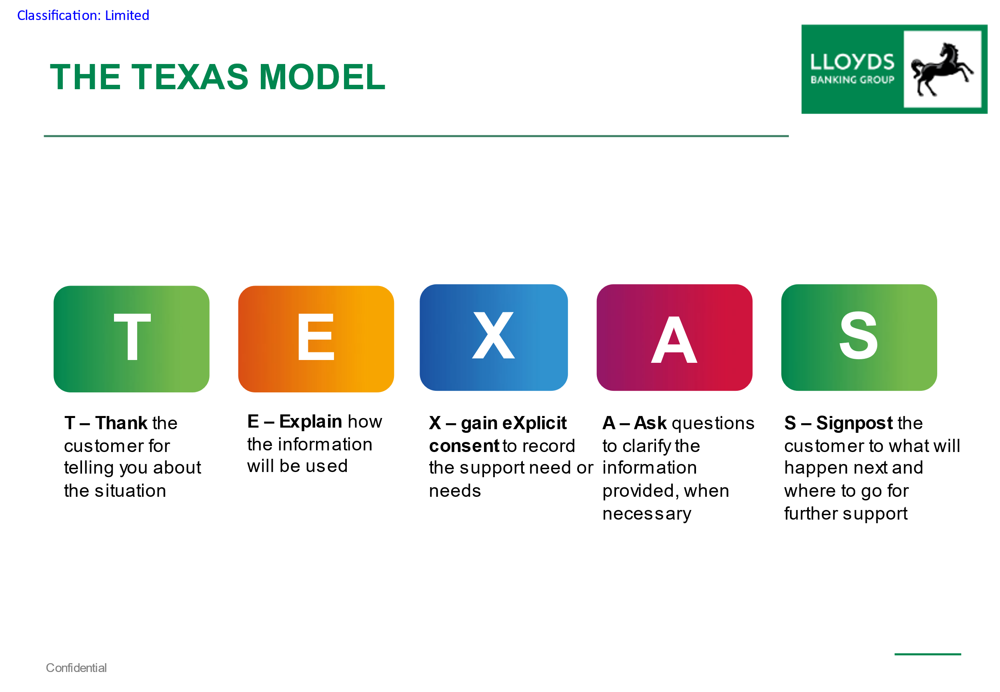 Classification: Limited
THE TEXAS MODEL
LLOYDS
BANKING GROUP
T
E
X
A
S
T – Thank the
customer for
telling you about
the situation
E – Explain how
the information
will be used
X – gain eXplicit
consent to record
the support need or
needs
A – Ask questions
to clarify the
information
provided, when
necessary
S – Signpost the
customer to what will
happen next and
where to go for
further support
Confidential